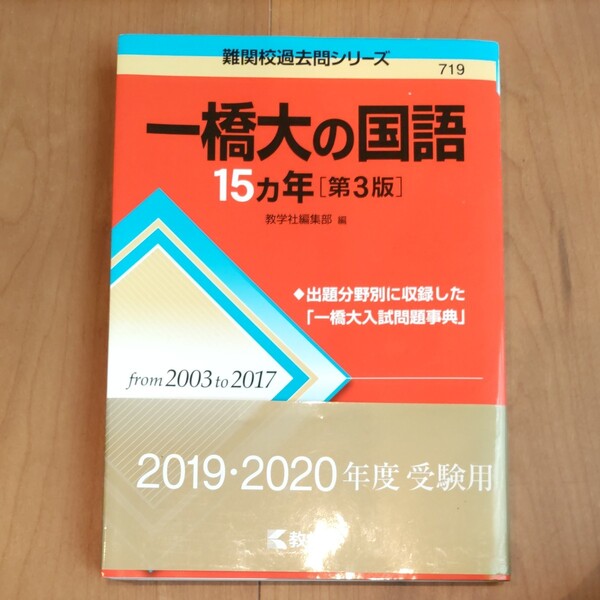 難関校過去問シリーズ
719
一橋大の国語
15ヵ年[第3版]
教学社編集部 編
◆出題分野別に収録した
「一橋大入試問題事典」
from 2003 to 2017
2019・2020年度 受験用
教